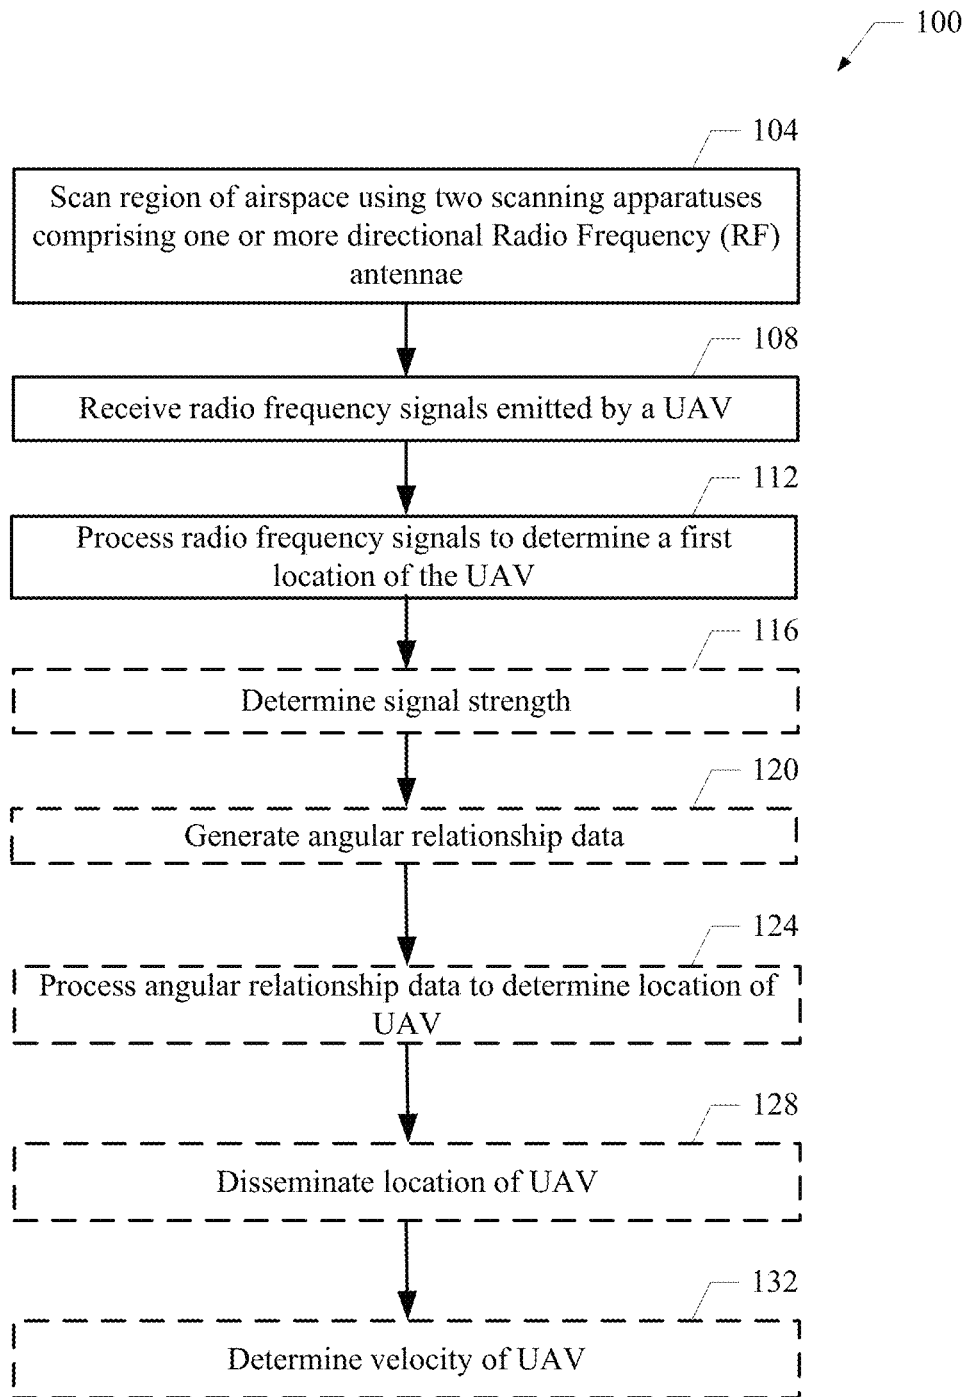 100
104
Scan region of airspace using two scanning apparatuses
comprising one or more directional Radio Frequency (RF)
antennae
108
Receive radio frequency signals emitted by a UAV
112
Process radio frequency signals to determine a first
location of the UAV
116
Determine signal strength
120
Generate angular relationship data
124
Process angular relationship data to determine location of
UAV
128
Disseminate location of UAV
132
Determine velocity of UAV